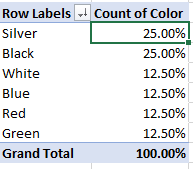 Row Labels Count of Color
Silver 25.00%
Black 25.00%
White 12.50%
Blue 12.50%
Red 12.50%
Green 12.50%
Grand Total 100.00%